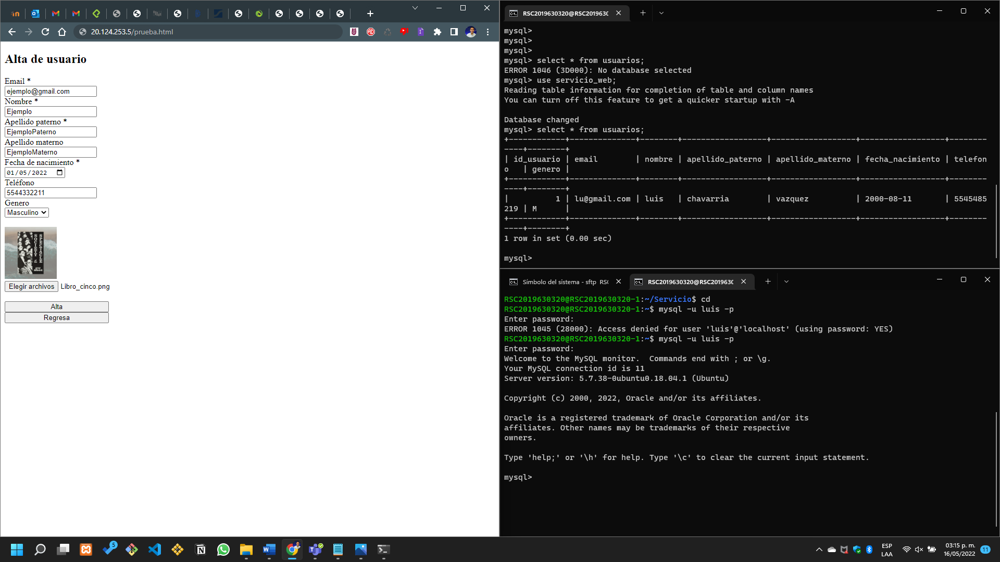 20.124.253.5/prueba.html
Alta de usuario
Email *
ejemplo@gmail.com
Nombre *
Ejemplo
Apellido paterno *
EjemploPaterno
Apellido materno
EjemploMaterno
Fecha de nacimiento *
01/05/2022
Teléfono
5544332211
Genero
Masculino
SOCIETY
SPECTACLE
Elegir archivos Libro_cinco.png
Alta
Regresa
RSC2019630320@RSC2019630
mysql>
mysql>
mysql>
mysql> select * from usuarios;
ERROR 1046 (3D000): No database selected
mysql> use servicio_web;
Reading table information for completion of table and column names
You can turn off this feature to get a quicker startup with -A
Database changed
mysql> select * from usuarios;
+------------+--------------+--------+------------------+------------------+------------------+--------
----+--------+
| id_usuario | email        | nombre | apellido_paterno | apellido_materno | fecha_nacimiento | telefon
o   | genero |
+------------+--------------+--------+------------------+------------------+------------------+--------
----+--------+
|          1 | lu@gmail.com | luis   | chavarria        | vazquez          | 2000-08-11       | 5545485
219 | M      |
+------------+--------------+--------+------------------+------------------+------------------+--------
----+--------+
1 row in set (0.00 sec)
mysql>
Símbolo del sistema - sftp RSC
RSC2019630320@RSC2019630
RSC2019630320@RSC2019630320-1:~/Servicio$ cd
RSC2019630320@RSC2019630320-1:~$ mysql -u luis -p
Enter password:
ERROR 1045 (28000): Access denied for user 'luis'@'localhost' (using password: YES)
RSC2019630320@RSC2019630320-1:~$ mysql -u luis -p
Enter password:
Welcome to the MySQL monitor.  Commands end with ; or \g.
Your MySQL connection id is 11
Server version: 5.7.38-0ubuntu0.18.04.1 (Ubuntu)
Copyright (c) 2000, 2022, Oracle and/or its affiliates.
Oracle is a registered trademark of Oracle Corporation and/or its
affiliates. Other names may be trademarks of their respective
owners.
Type 'help;' or '\h' for help. Type '\c' to clear the current input statement.
mysql>
5
ESP
LAA
03:15 p. m.
16/05/2022
11